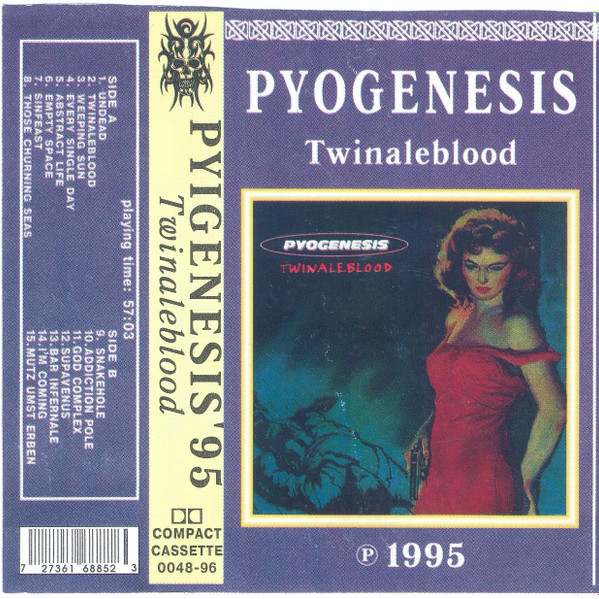 SIDE A
1. UNDEAD
2. TWINALEBLOOD
3. WEEPING SUN
4. EVERY SINGLE DAY
5. ABSTRACT LIFE
6. EMPTY SPACE
7. SINFEAST
8. THOSE CHURNING SEAS
playing time: 57:03
SIDE B
9. SNAKEHOLE
10. ADDICTION POLE
11. GOD COMPLEX
12. SUPAVENUS
13. BAR INFERNALE
14. I'M COMING
15. MUTZ UMST ERBEN
7 27361 68852 3
PYIGENESIS'95
Twinaleblood
COMPACT
CASSETTE
0048-96
PYOGENESIS
Twinaleblood
PYOGENESIS
TWINALEBLOOD
℗ 1995